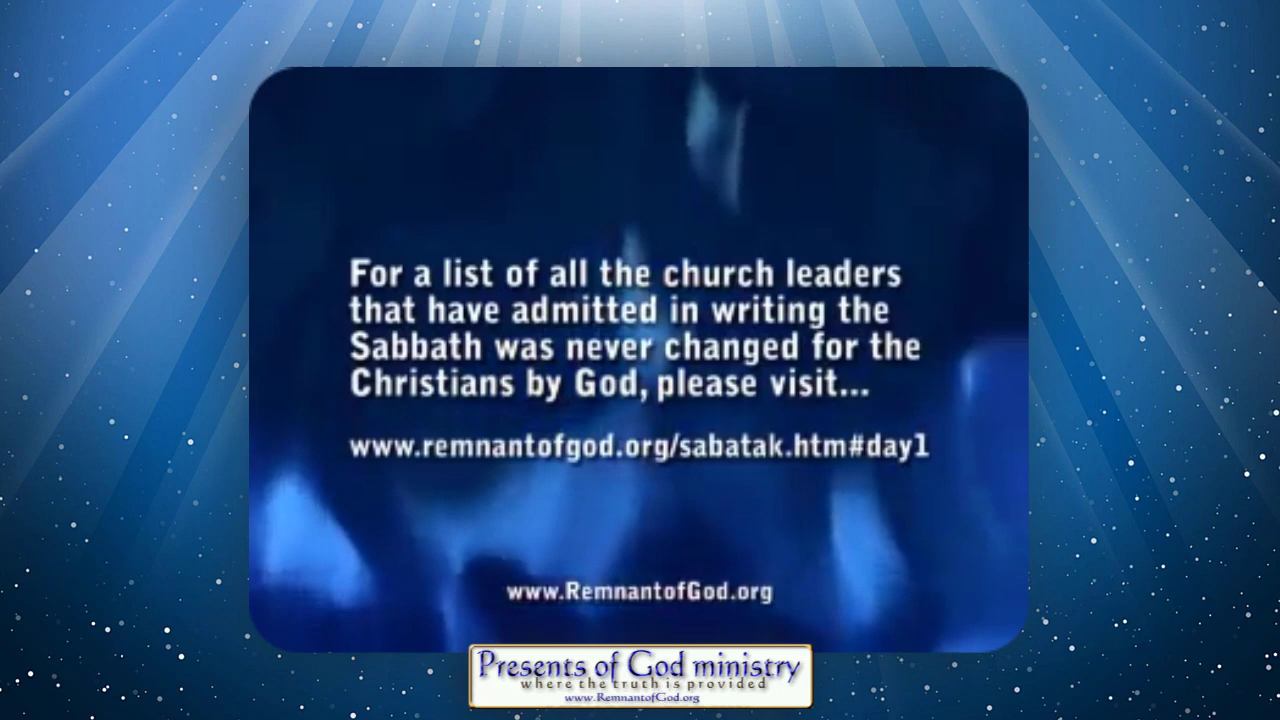 For a list of all the church leaders
that have admitted in writing the
Sabbath was never changed for the
Christians by God, please visit...
www.remnantofgod.org/sabatak.htm#day1
www.RemnantofGod.org
Presents of God ministry
where the truth is provided
www.RemnantofGod.org